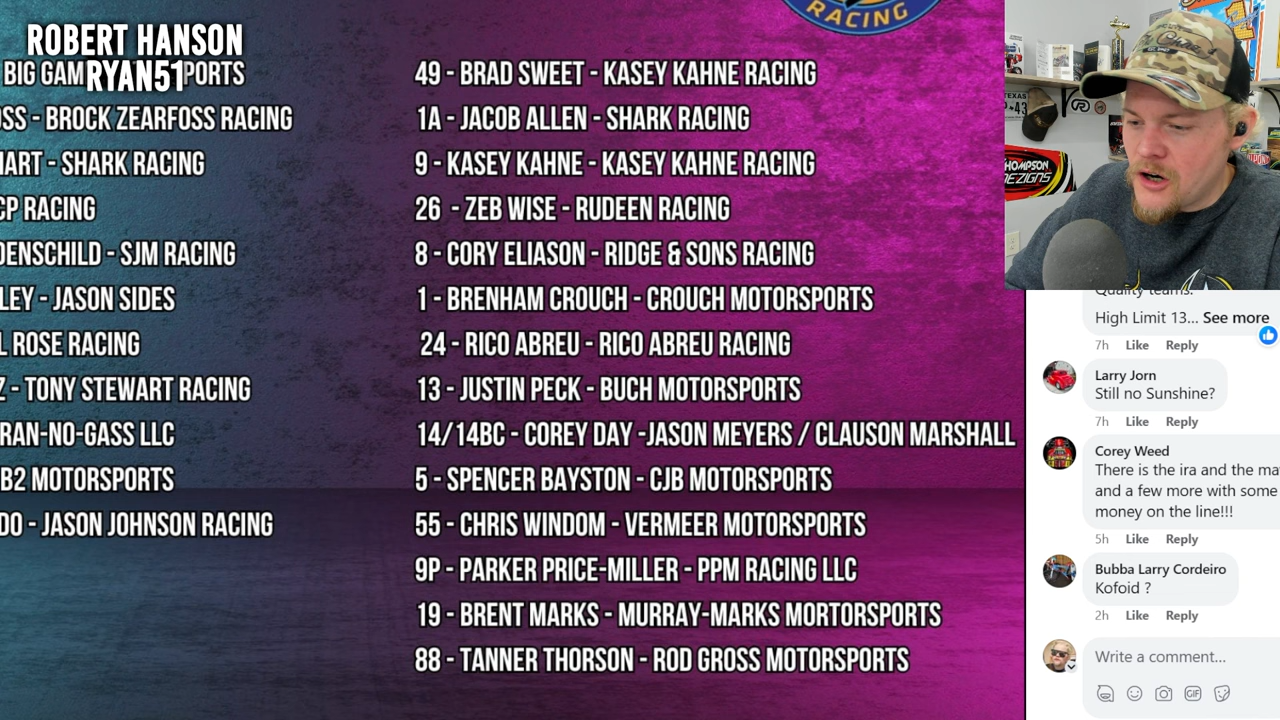 ROBERT HANSON
RYAN51
BIG GAM PORTS
OSS - BROCK ZEARFOSS RACING
HART - SHARK RACING
CP RACING
DENSCHILD - SJM RACING
LEY - JASON SIDES
L ROSE RACING
Z - TONY STEWART RACING
RAN-NO-GASS LLC
B2 MOTORSPORTS
DO - JASON JOHNSON RACING
RACING
49 - BRAD SWEET - KASEY KAHNE RACING
1A - JACOB ALLEN - SHARK RACING
9 - KASEY KAHNE - KASEY KAHNE RACING
26 - ZEB WISE - RUDEEN RACING
8 - CORY ELIASON - RIDGE & SONS RACING
1 - BRENHAM CROUCH - CROUCH MOTORSPORTS
24 - RICO ABREU - RICO ABREU RACING
13 - JUSTIN PECK - BUCH MOTORSPORTS
14/14BC - COREY DAY -JASON MEYERS / CLAUSON MARSHALL
5 - SPENCER BAYSTON - CJB MOTORSPORTS
55 - CHRIS WINDOM - VERMEER MOTORSPORTS
9P - PARKER PRICE-MILLER - PPM RACING LLC
19 - BRENT MARKS - MURRAY-MARKS MORTORSPORTS
88 - TANNER THORSON - ROD GROSS MOTORSPORTS
TEXAS
HOMPSON
DEZIGNS
Quality teams.
High Limit 13... See more
7h Like Reply
Larry Jorn
Still no Sunshine?
7h Like Reply
Corey Weed
There is the ira and the ma
and a few more with some
money on the line!!!
5h Like Reply
Bubba Larry Cordeiro
Kofoid ?
2h Like Reply
Write a comment...
GIF